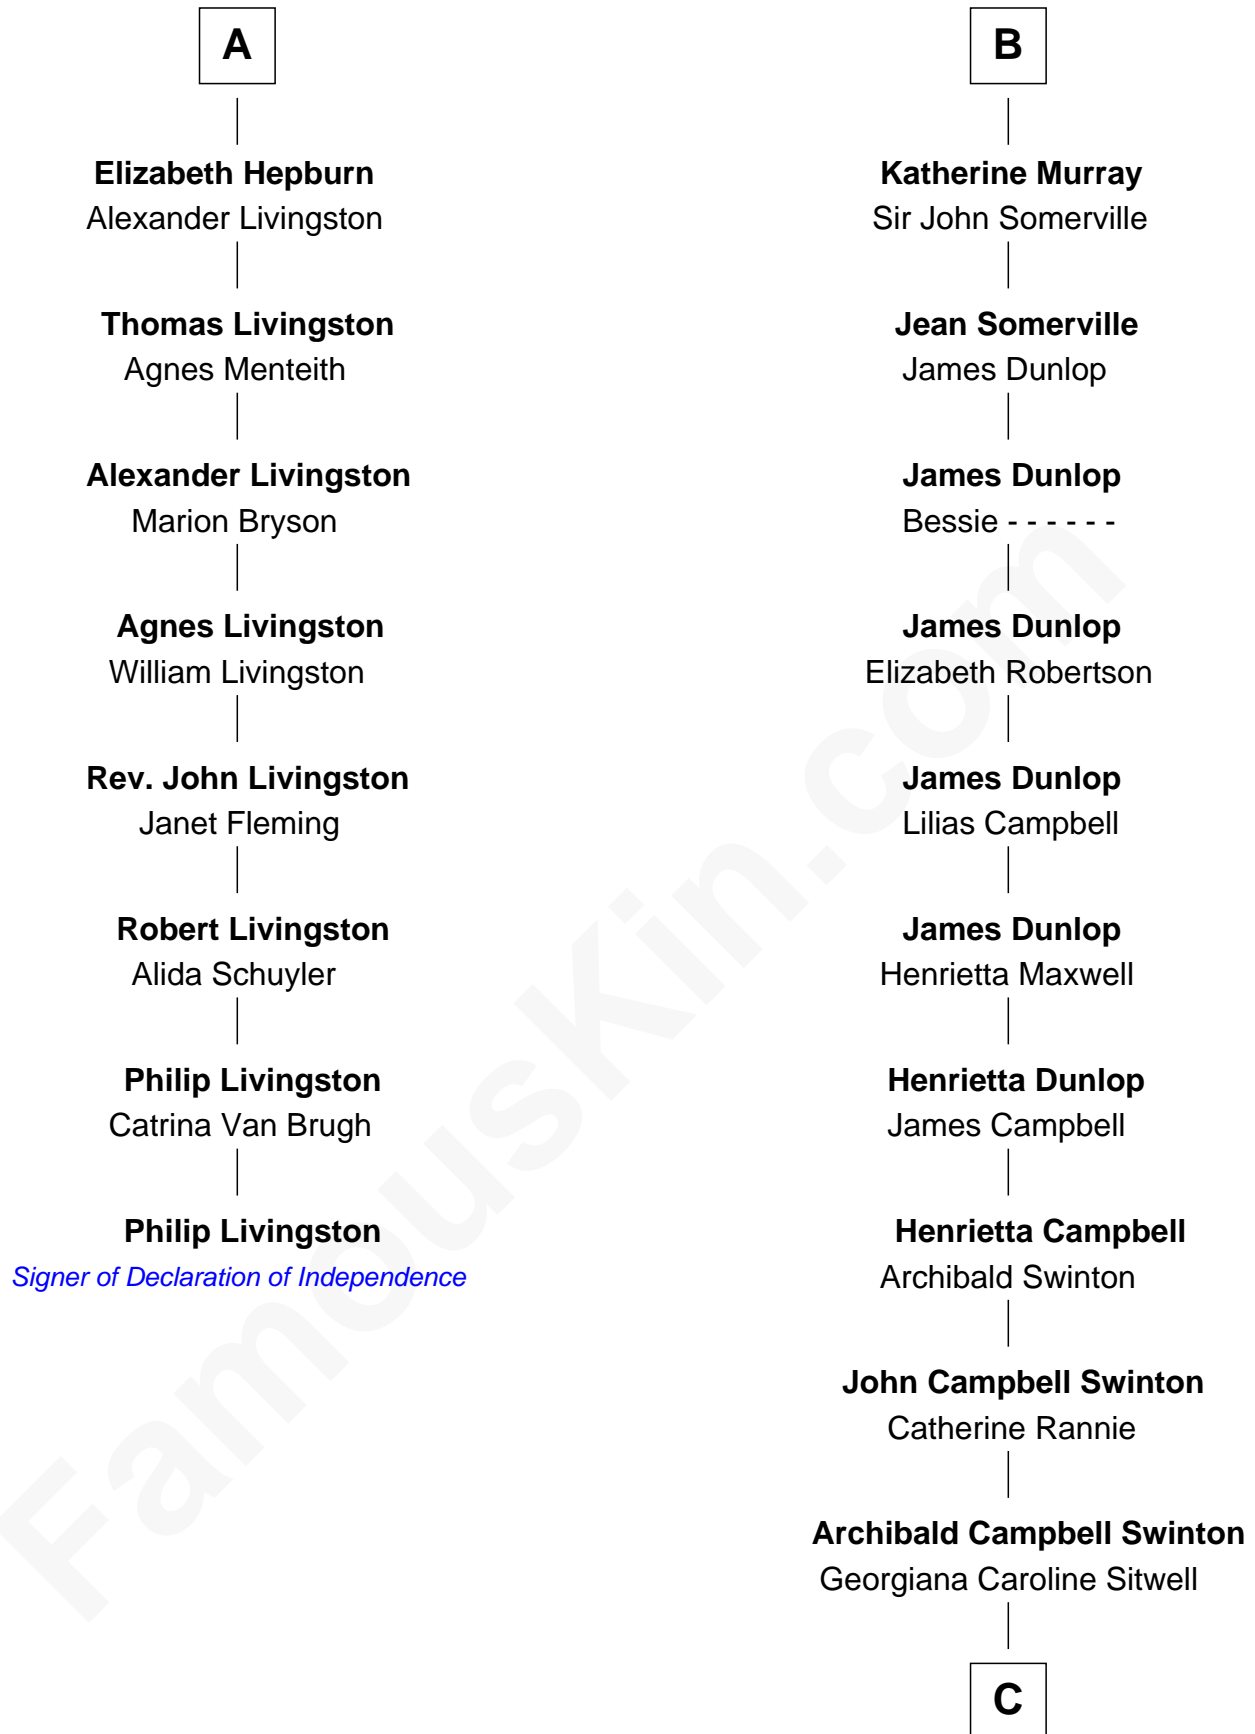 A
Elizabeth Hepburn
Alexander Livingston
Thomas Livingston
Agnes Menteith
Alexander Livingston
Marion Bryson
Agnes Livingston
William Livingston
Rev. John Livingston
Janet Fleming
Robert Livingston
Alida Schuyler
Philip Livingston
Catrina Van Brugh
Philip Livingston
Signer of Declaration of Independence
B
Katherine Murray
Sir John Somerville
Jean Somerville
James Dunlop
James Dunlop
Bessie - - - - - -
James Dunlop
Elizabeth Robertson
James Dunlop
Lilias Campbell
James Dunlop
Henrietta Maxwell
Henrietta Dunlop
James Campbell
Henrietta Campbell
Archibald Swinton
John Campbell Swinton
Catherine Rannie
Archibald Campbell Swinton
Georgiana Caroline Sitwell
C
FamousKin.com